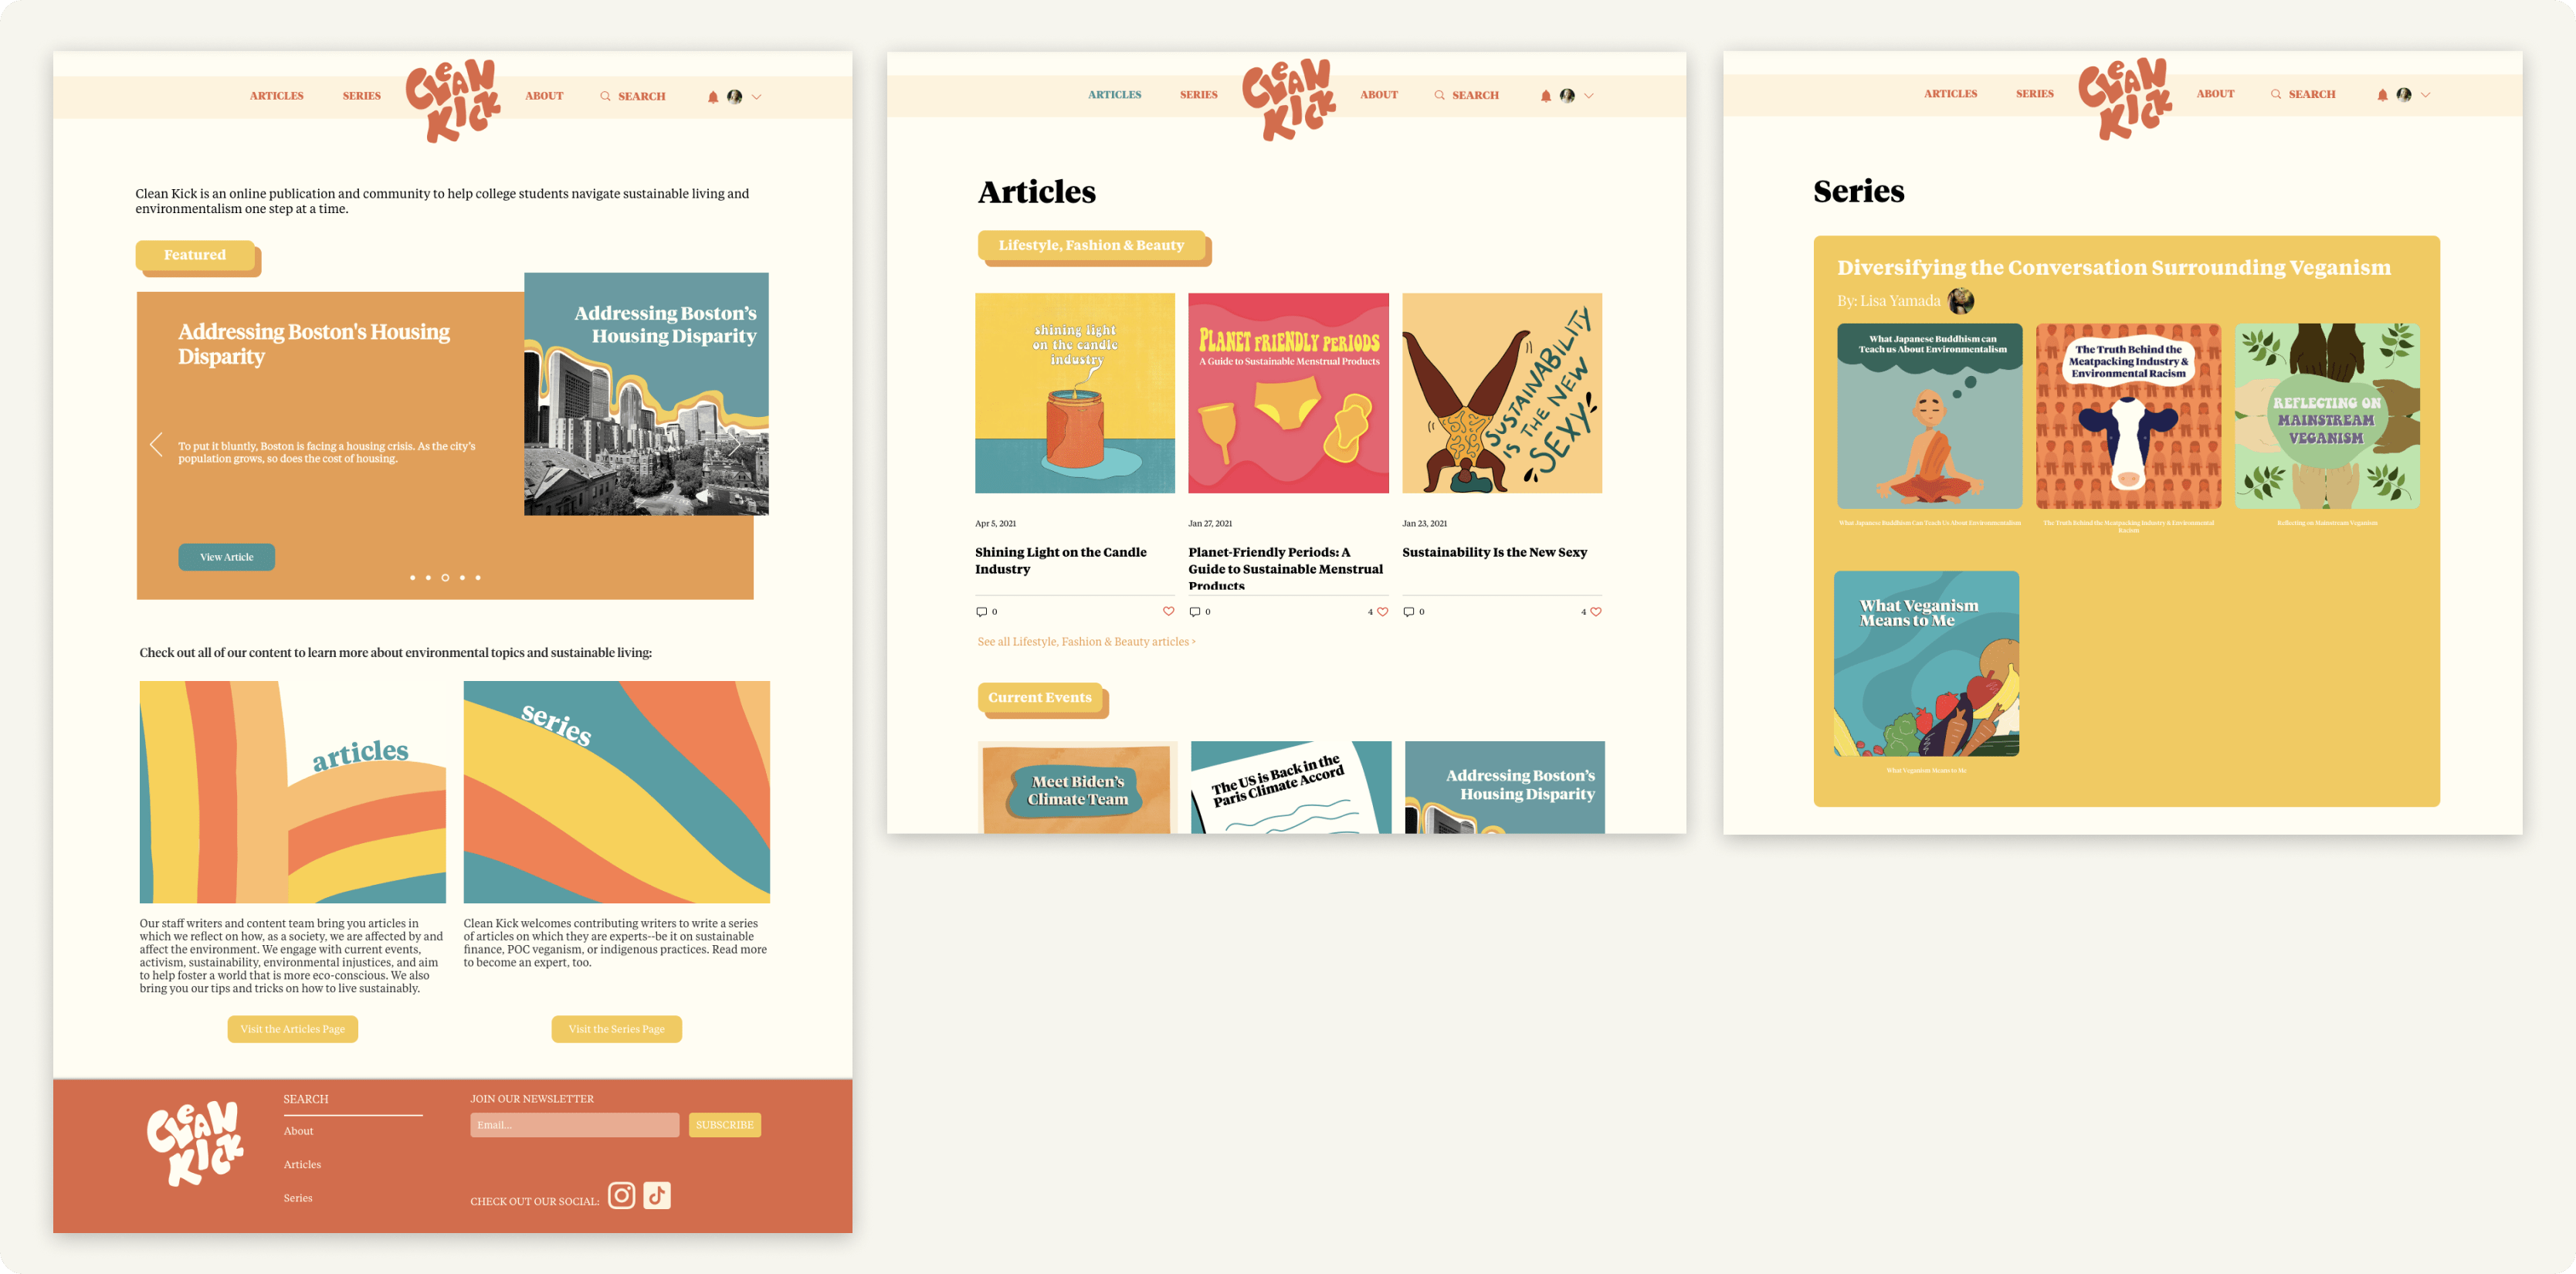 ARTICLES SERIES CLEAN KICK ABOUT SEARCH
Clean Kick is an online publication and community to help college students navigate sustainable living and
environmentalism one step at a time.
Featured
Addressing Boston's Housing
Disparity
To put it bluntly, Boston is facing a housing crisis. As the city's
population grows, so does the cost of housing.
View Article
Addressing Boston's
Housing Disparity
Check out all of our content to learn more about environmental topics and sustainable living:
articles
series
Our staff writers and content team bring you articles in
which we reflect on how, as a society, we are affected by and
affect the environment. We engage with current events,
activism, sustainability, environmental injustices, and aim
to help foster a world that is more eco-conscious. We also
bring you our tips and tricks on how to live sustainably.
Clean Kick welcomes contributing writers to write a series
of articles on which they are experts--be it on sustainable
finance, POC veganism, or indigenous practices. Read more
to become an expert, too.
Visit the Articles Page
Visit the Series Page
CLEAN
KICK
SEARCH
About
Articles
Series
JOIN OUR NEWSLETTER
Email...
SUBSCRIBE
CHECK OUT OUR SOCIAL:
ARTICLES SERIES CLEAN KICK ABOUT SEARCH
Articles
Lifestyle, Fashion & Beauty
shining light
on the candle
industry
PLANET FRIENDLY PERIODS
A Guide to Sustainable Menstrual Products
SUSTAINABILITY
IS THE NEW
SEXY
Apr 5, 2021
Shining Light on the Candle
Industry
0
Jan 27, 2021
Planet-Friendly Periods: A
Guide to Sustainable Menstrual
Products
0 4
Jan 23, 2021
Sustainability Is the New Sexy
0 4
See all Lifestyle, Fashion & Beauty articles >
Current Events
Meet Biden's
Climate Team
The US is Back in the
Paris Climate Accord
Addressing Boston's
Housing Disparity
ARTICLES SERIES CLEAN KICK ABOUT SEARCH
Series
Diversifying the Conversation Surrounding Veganism
By: Lisa Yamada
What Japanese Buddhism can
Teach us About Environmentalism
The Truth Behind the
Meatpacking Industry &
Environmental Racism
REFLECTING ON
MAINSTREAM
VEGANISM
What Japanese Buddhism Can Teach Us About Environmentalism
The Truth Behind the Meatpacking Industry & Environmental
Racism
Reflecting on Mainstream Veganism
What Veganism
Means to Me
What Veganism Means to Me